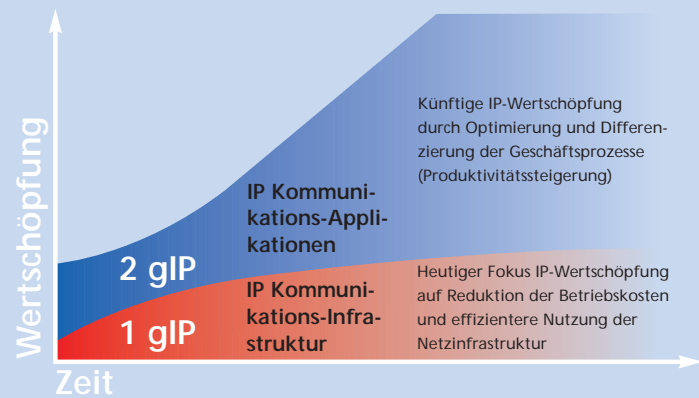 Wertschöpfung
Künftige IP-Wertschöpfung
durch Optimierung und Differen-
zierung der Geschäftsprozesse
(Produktivitätssteigerung)
IP Kommuni-
kations-Appli-
kationen
2 gIP
Heutiger Fokus IP-Wertschöpfung
auf Reduktion der Betriebskosten
und effizientere Nutzung der
Netzinfrastruktur
IP Kommuni-
kations-Infra-
struktur
1 gIP
Zeit